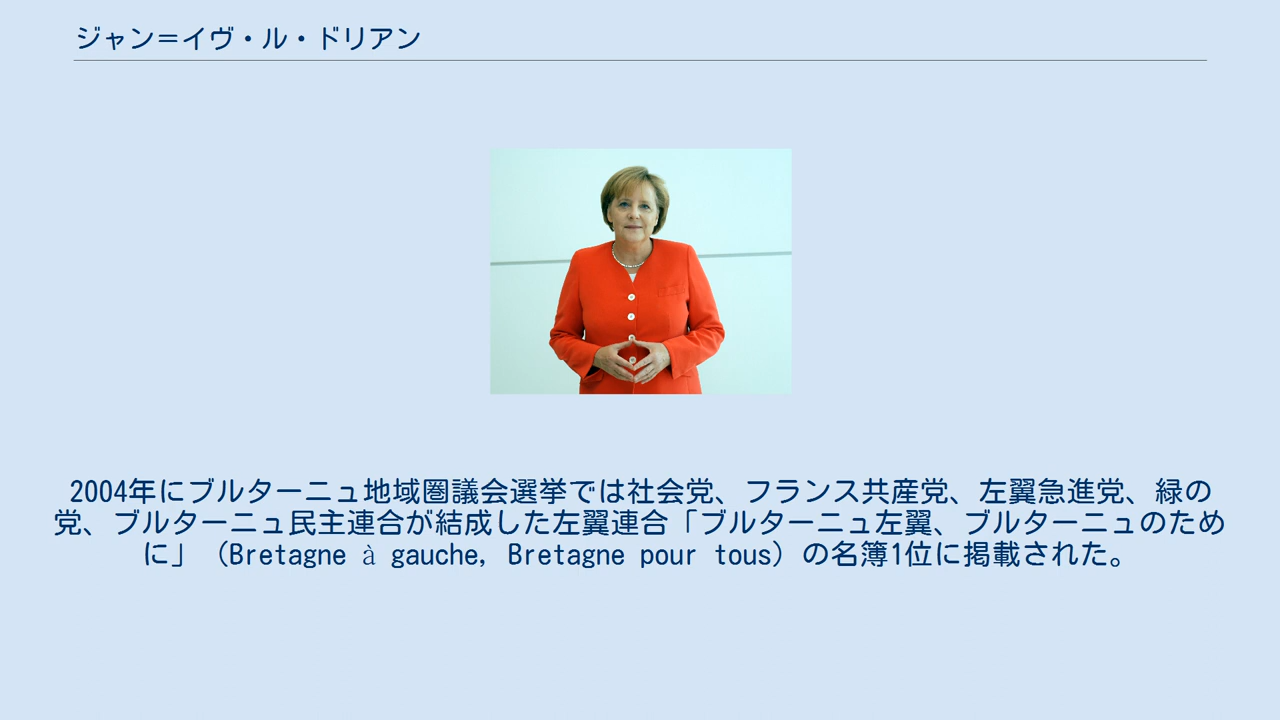 ジャン＝イヴ・ル・ドリアン
2004年にブルターニュ地域圏議会選挙では社会党、フランス共産党、左翼急進党、緑の
党、ブルターニュ民主連合が結成した左翼連合「ブルターニュ左翼、ブルターニュのため
に」（Bretagne à gauche, Bretagne pour tous）の名簿1位に掲載された。